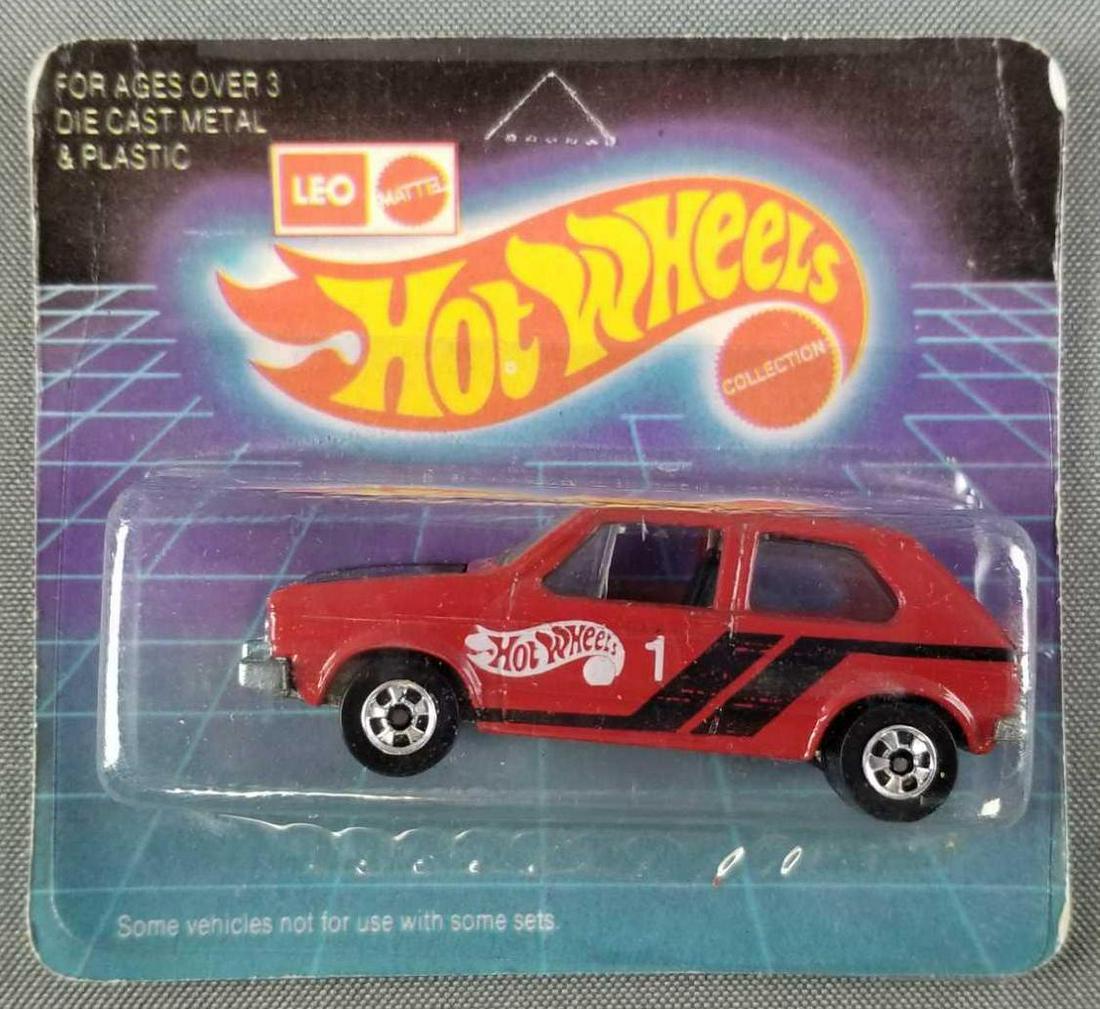 FOR AGES OVER 3
DIE CAST METAL
& PLASTIC
LEO MATTEL
Hot Wheels
COLLECTION
Hot Wheels 1
Some vehicles not for use with some sets.